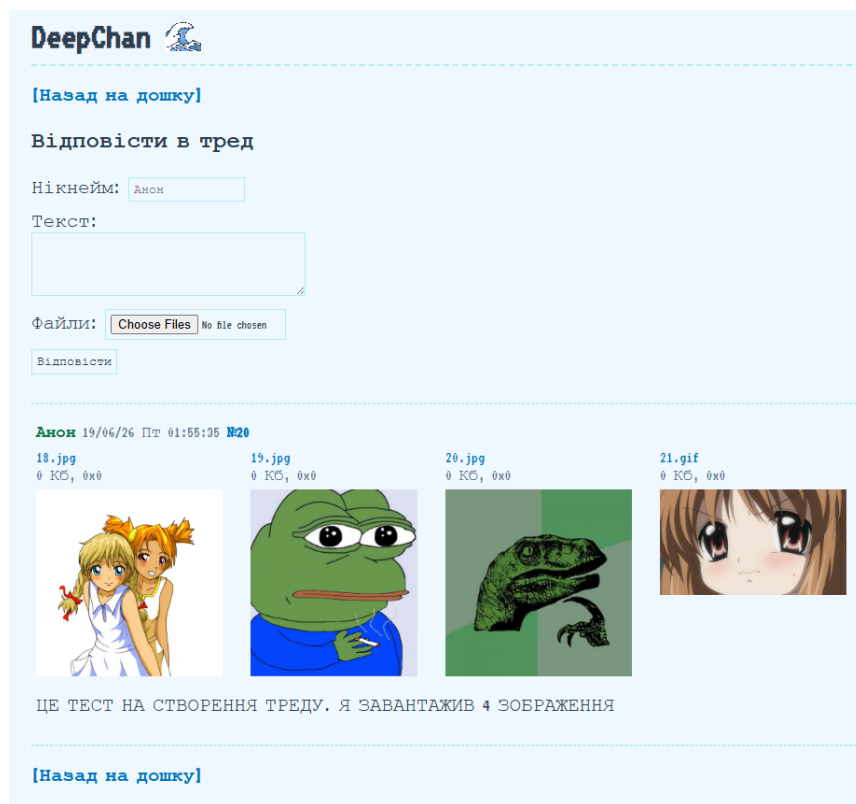 DeepChan
[Назад на дошку]
Відповісти в тред
Нікнейм: Анон
Текст:
Файли: Choose Files No file chosen
Відповісти
Анон 19/06/26 Пт 01:55:35 №20
18.jpg 19.jpg 20.jpg 21.gif
0 Кб, 0x0 0 Кб, 0x0 0 Кб, 0x0 0 Кб, 0x0
ЦЕ ТЕСТ НА СТВОРЕННЯ ТРЕДУ. Я ЗАВАНТАЖИВ 4 ЗОБРАЖЕННЯ
[Назад на дошку]